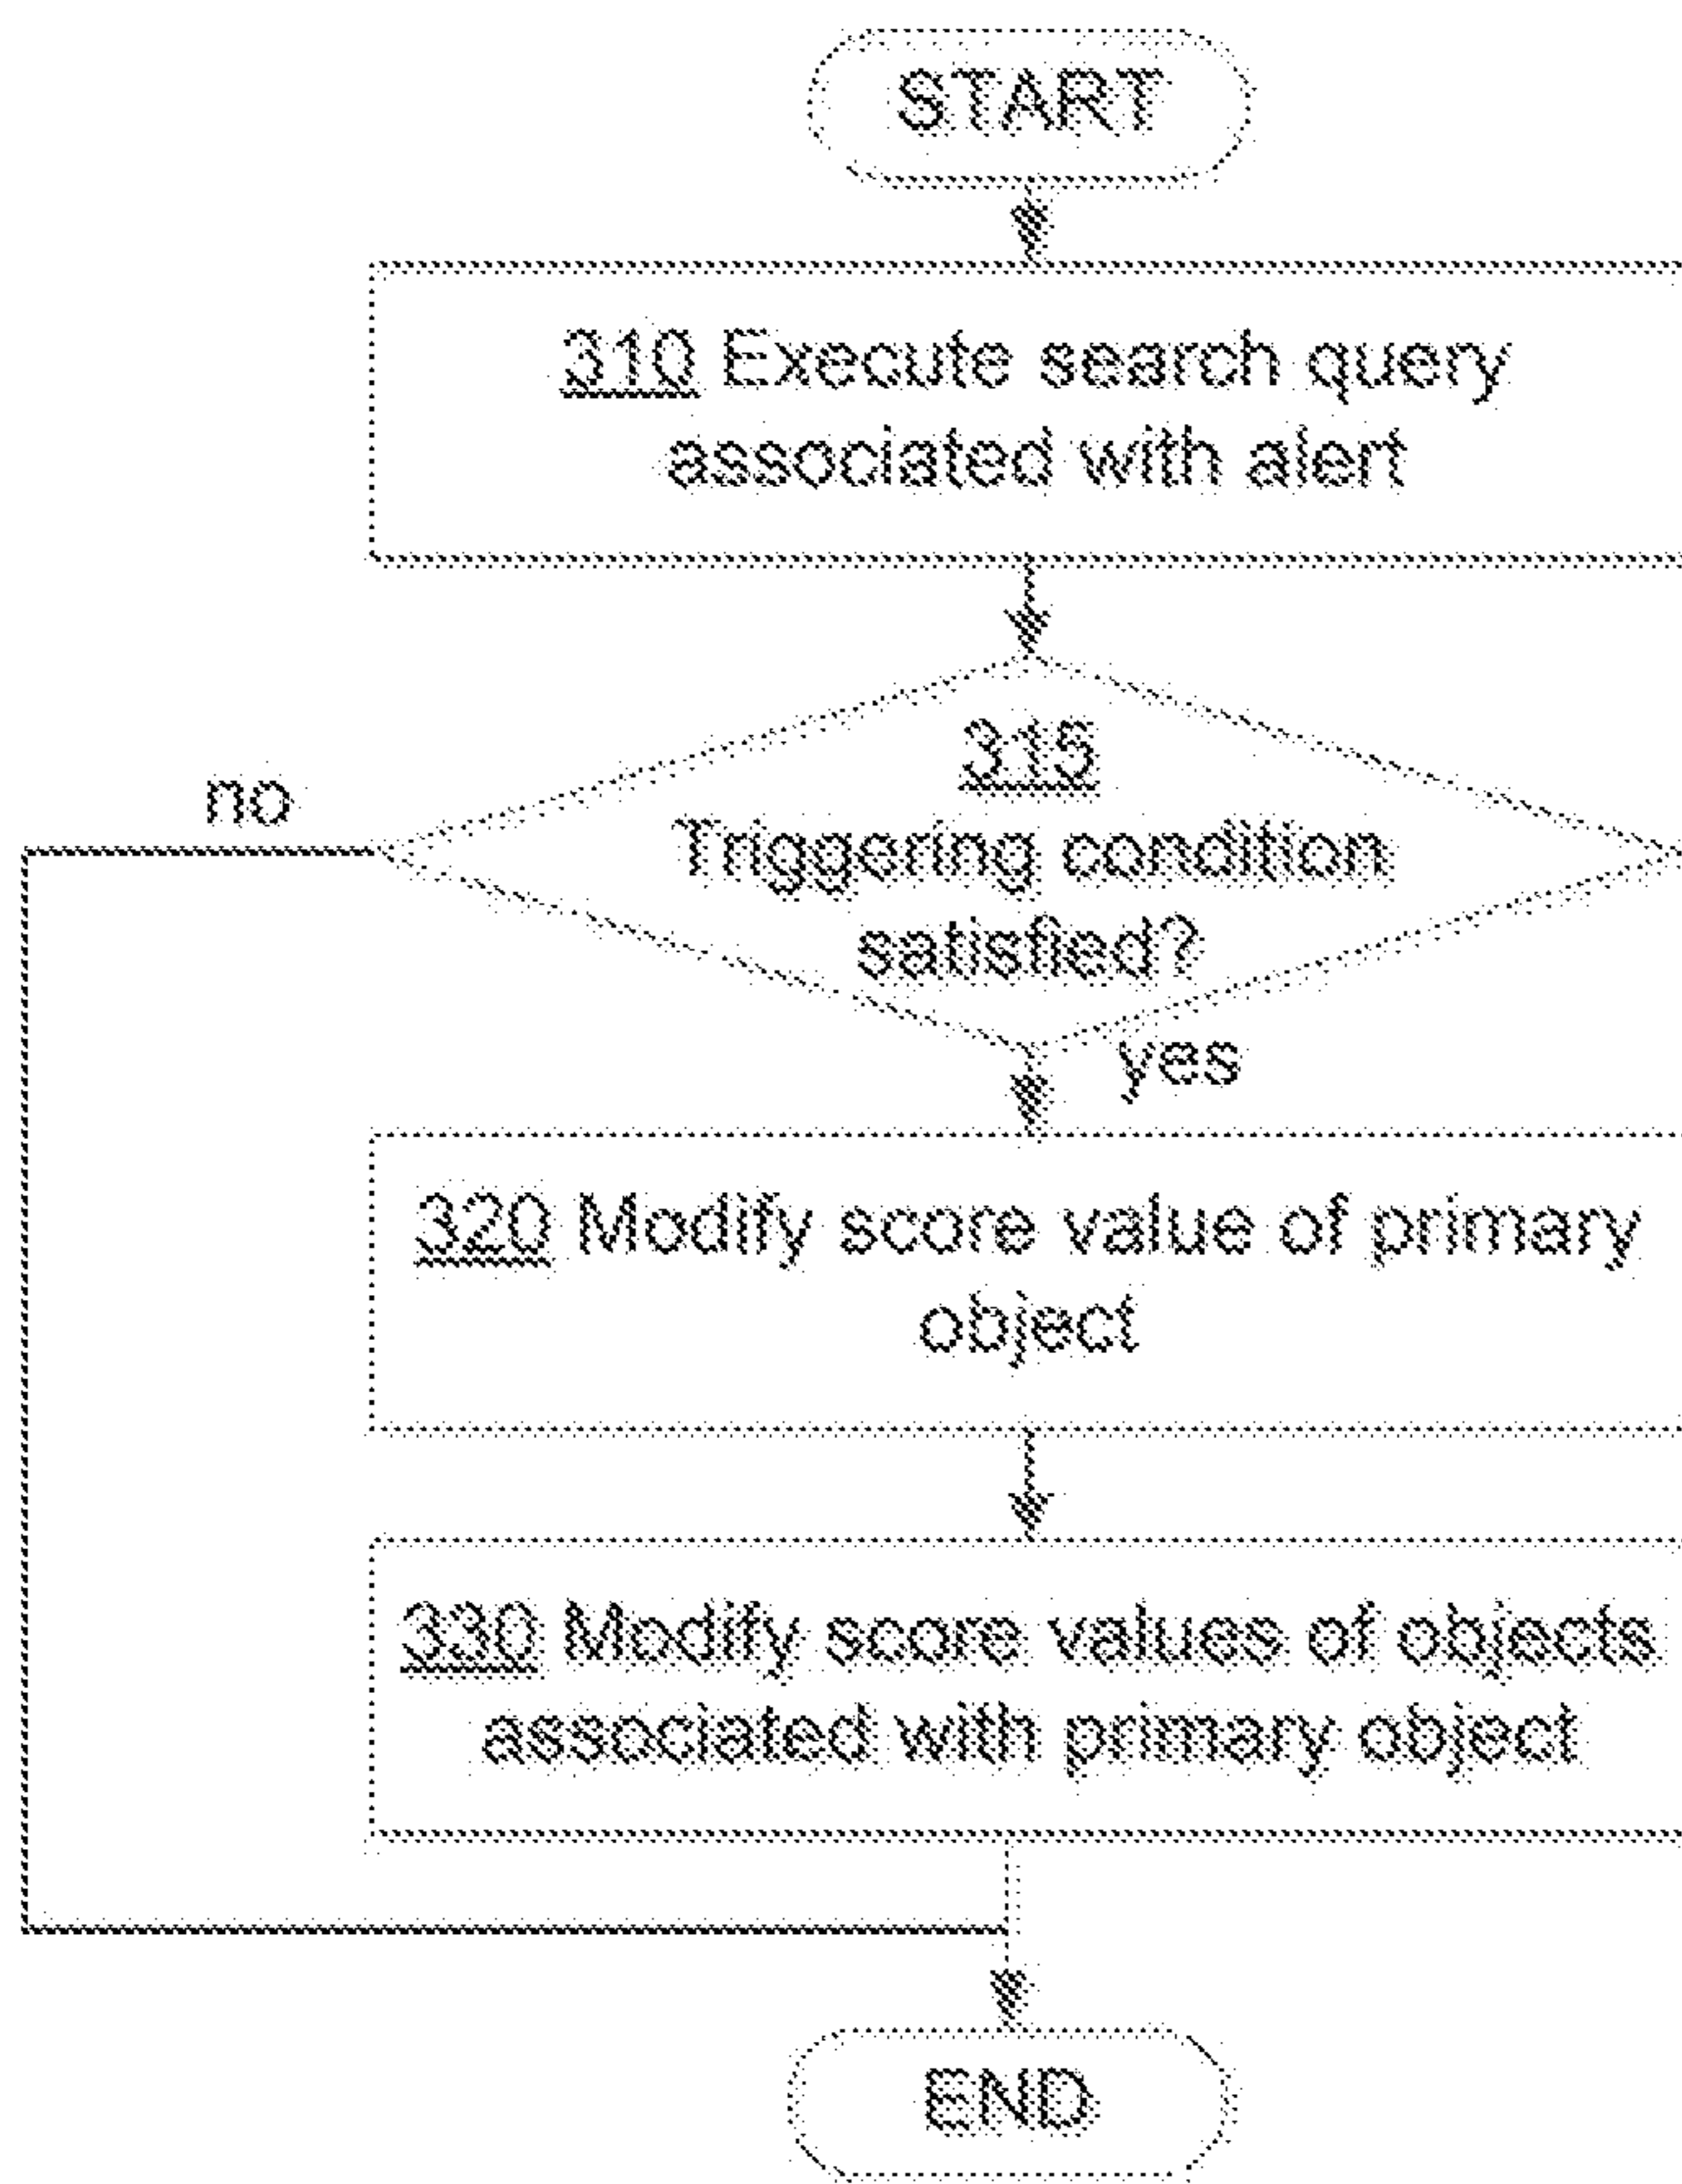 START
310 Execute search query
associated with alert
315
Triggering condition
satisfied?
no
yes
320 Modify score value of primary
object
330 Modify score values of objects
associated with primary object
END